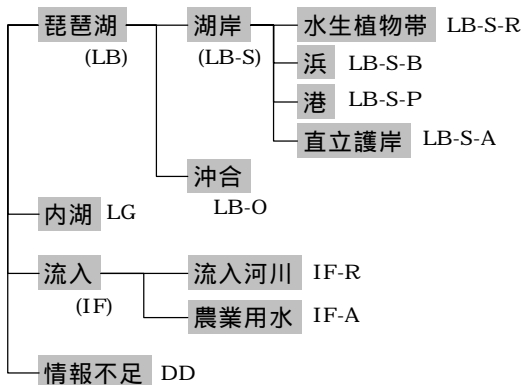 琵琶湖 湖岸 水生植物帯 LB-S-R
(LB) (LB-S)
浜 LB-S-B
港 LB-S-P
直立護岸 LB-S-A
沖合
LB-O
内湖 LG
流入 流入河川 IF-R
(IF)
農業用水 IF-A
情報不足 DD